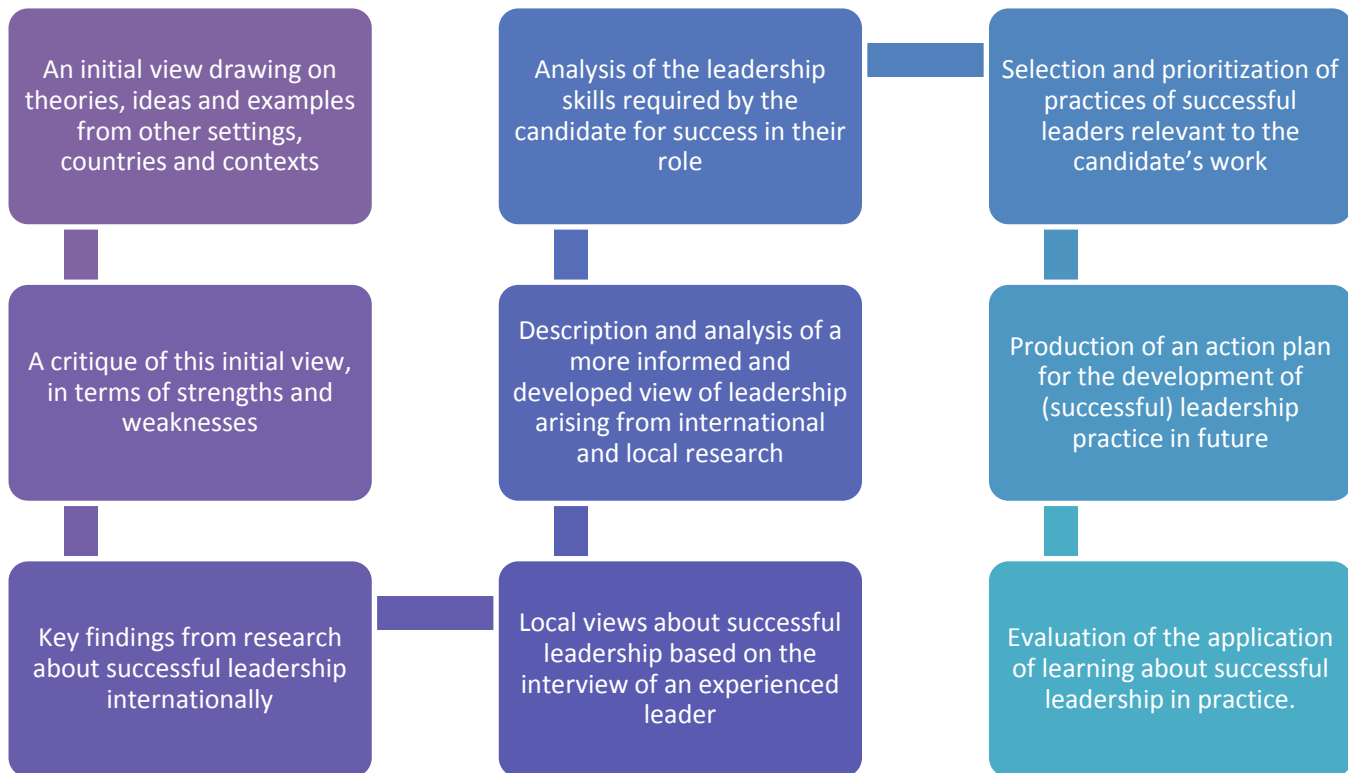 An initial view drawing on
theories, ideas and examples
from other settings,
countries and contexts
A critique of this initial view,
in terms of strengths and
weaknesses
Key findings from research
about successful leadership
internationally
Local views about successful
leadership based on the
interview of an experienced
leader
Description and analysis of a
more informed and
developed view of leadership
arising from international
and local research
Analysis of the leadership
skills required by the
candidate for success in their
role
Selection and prioritization of
practices of successful
leaders relevant to the
candidate’s work
Production of an action plan
for the development of
(successful) leadership
practice in future
Evaluation of the application
of learning about successful
leadership in practice.